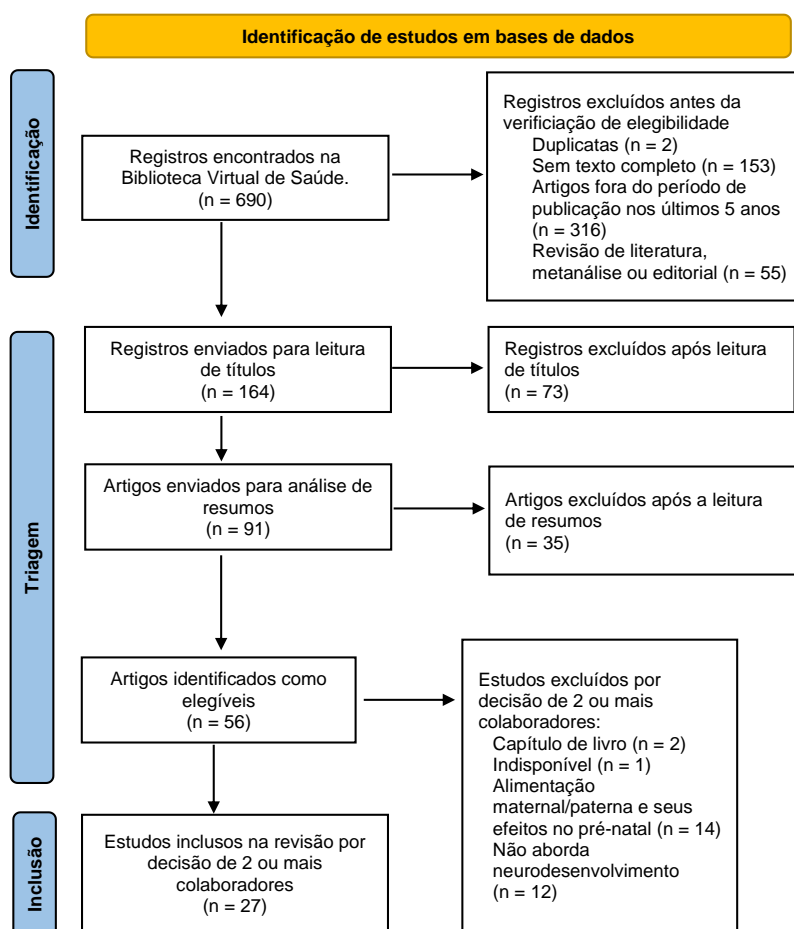 Identificação de estudos em bases de dados
Identificação
Registros encontrados na
Biblioteca Virtual de Saúde.
(n = 690)
Registros excluídos antes da
verificiação de elegibilidade
Duplicatas (n = 2)
Sem texto completo (n = 153)
Artigos fora do período de
publicação nos últimos 5 anos
(n = 316)
Revisão de literatura,
metanálise ou editorial (n = 55)
Triagem
Registros enviados para leitura
de títulos
(n = 164)
Registros excluídos após leitura
de títulos
(n = 73)
Artigos enviados para análise de
resumos
(n = 91)
Artigos excluídos após a leitura
de resumos
(n = 35)
Artigos identificados como
elegíveis
(n = 56)
Estudos excluídos por
decisão de 2 ou mais
colaboradores:
Capítulo de livro (n = 2)
Indisponível (n = 1)
Alimentação
maternal/paterna e seus
efeitos no pré-natal (n = 14)
Não aborda
neurodesenvolvimento
(n = 12)
Inclusão
Estudos inclusos na revisão por
decisão de 2 ou mais
colaboradores
(n = 27)